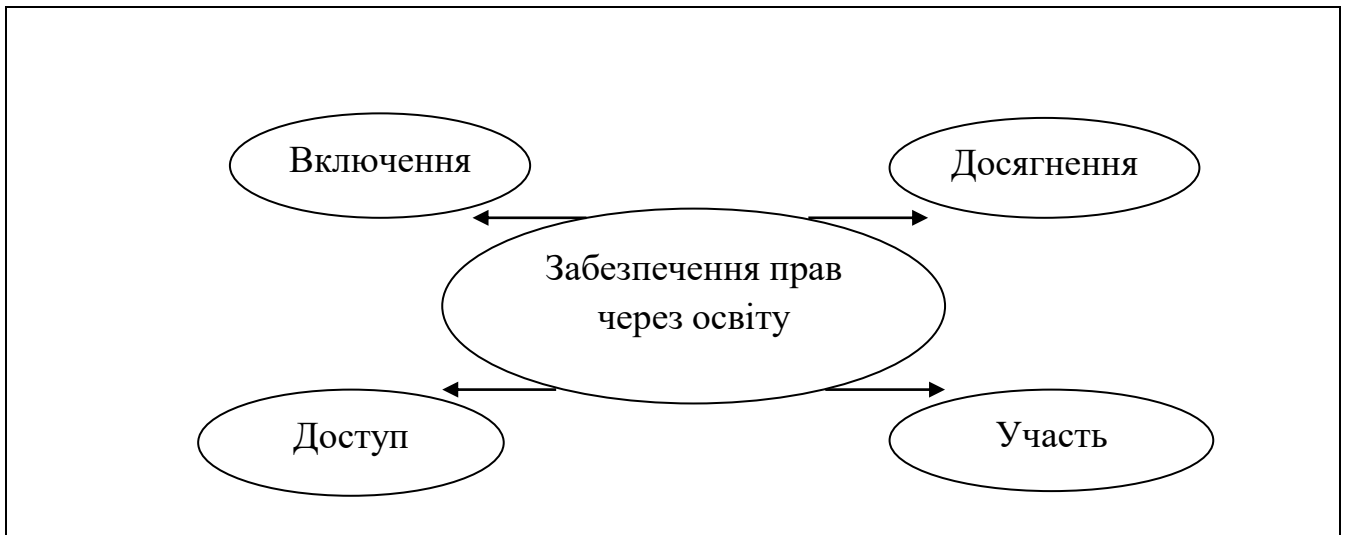 Включення
Досягнення
Забезпечення прав
через освіту
Доступ
Участь